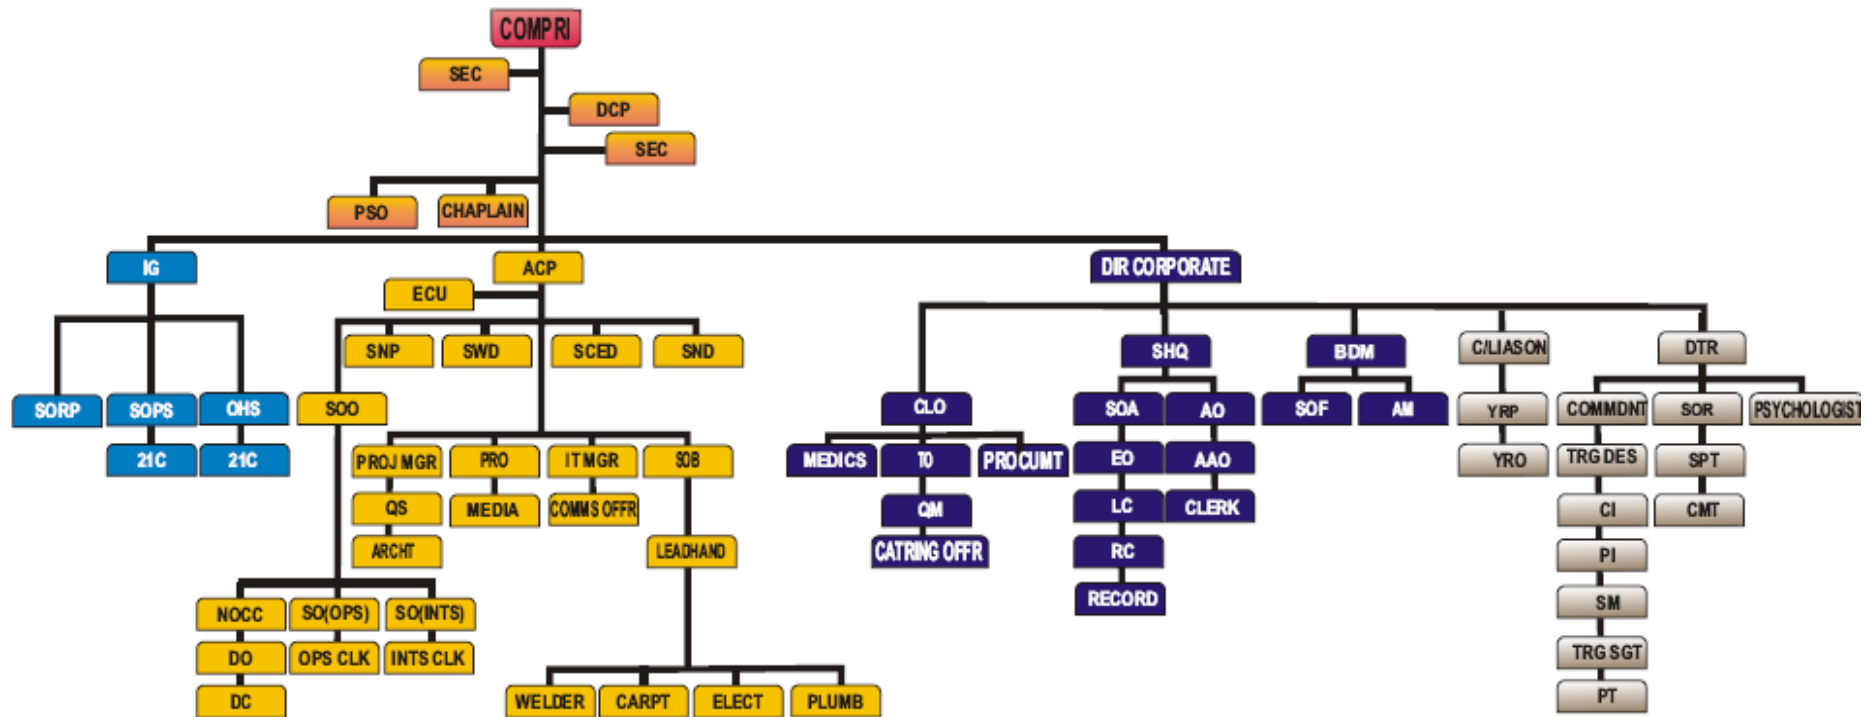 COMPRI
SEC
DCP
SEC
PSO
CHAPLAIN
IG
ACP
DIR CORPORATE
ECU
SNP
SWD
SCED
SND
SHQ
BDM
C/LIASON
DTR
SORP
SOPS
OHS
SOO
CLO
SOA
AO
SOF
AM
YRP
COMMDNT
SOR
PSYCHOLOGIST
21C
21C
PROJ MGR
PRO
IT MGR
SOB
MEDICS
TO
PROCUMT
EO
AAO
YRO
TRG DES
SPT
QS
MEDIA
COMMS OFFR
QM
LC
CLERK
CI
CMT
ARCHT
LEADHAND
CATRING OFFR
RC
PI
NOCC
SO(OPS)
SO(INTS)
RECORD
SM
DO
OPS CLK
INTS CLK
TRG SGT
DC
WELDER
CARPT
ELECT
PLUMB
PT